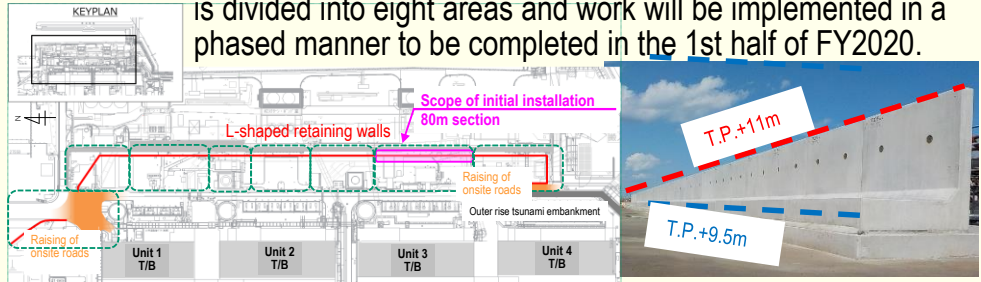 is divided into eight areas and work will be implemented in a
phased manner to be completed in the 1st half of FY2020.
KEYPLAN
Scope of initial installation
80m section
L-shaped retaining walls
T.P.+11m
N
Raising of
onsite roads
Outer rise tsunami embankment
T.P.+9.5m
Raising of
onsite roads
Unit 1
T/B
Unit 2
T/B
Unit 3
T/B
Unit 4
T/B